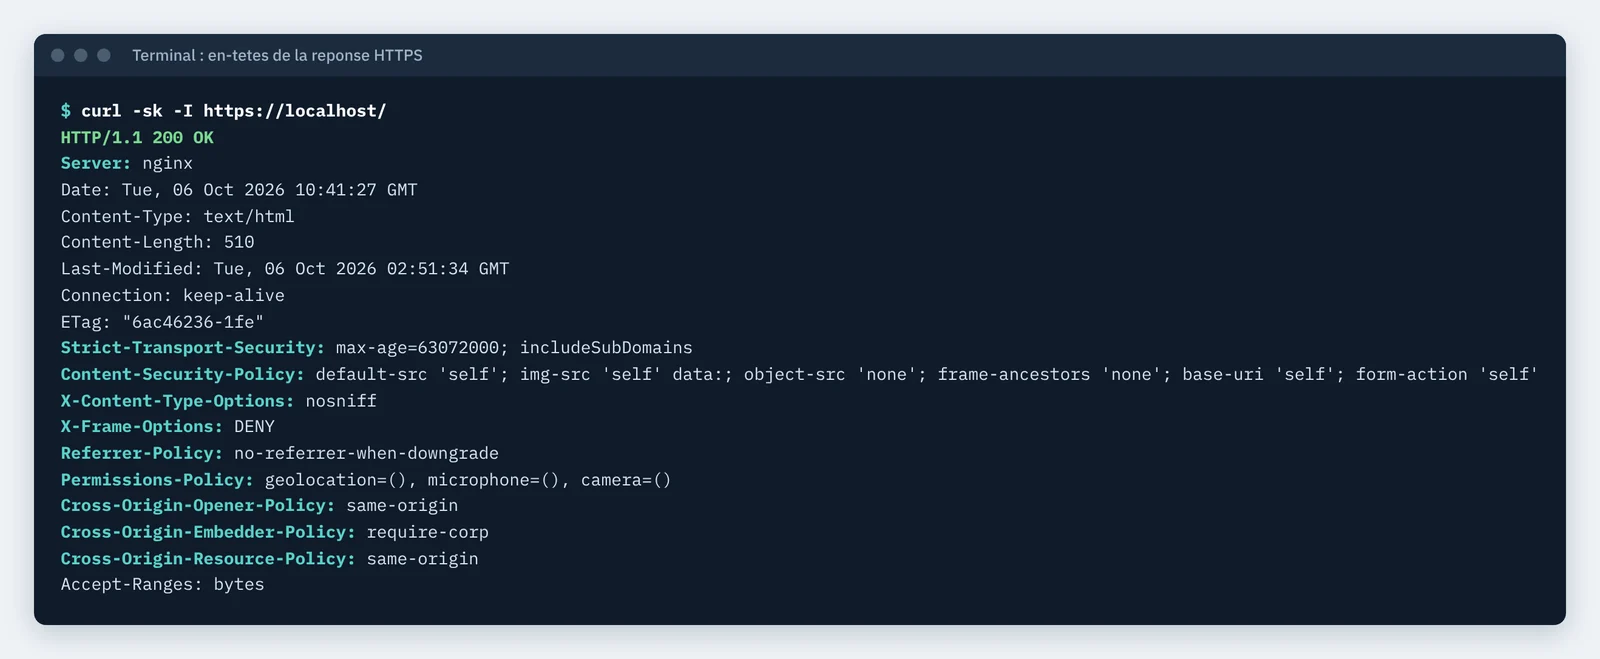 Terminal : en-tetes de la reponse HTTPS
$ curl -sk -I https://localhost/
HTTP/1.1 200 OK
Server: nginx
Date: Tue, 06 Oct 2026 10:41:27 GMT
Content-Type: text/html
Content-Length: 510
Last-Modified: Tue, 06 Oct 2026 02:51:34 GMT
Connection: keep-alive
ETag: "6ac46236-1fe"
Strict-Transport-Security: max-age=63072000; includeSubDomains
Content-Security-Policy: default-src 'self'; img-src 'self' data:; object-src 'none'; frame-ancestors 'none'; base-uri 'self'; form-action 'self'
X-Content-Type-Options: nosniff
X-Frame-Options: DENY
Referrer-Policy: no-referrer-when-downgrade
Permissions-Policy: geolocation=(), microphone=(), camera=()
Cross-Origin-Opener-Policy: same-origin
Cross-Origin-Embedder-Policy: require-corp
Cross-Origin-Resource-Policy: same-origin
Accept-Ranges: bytes